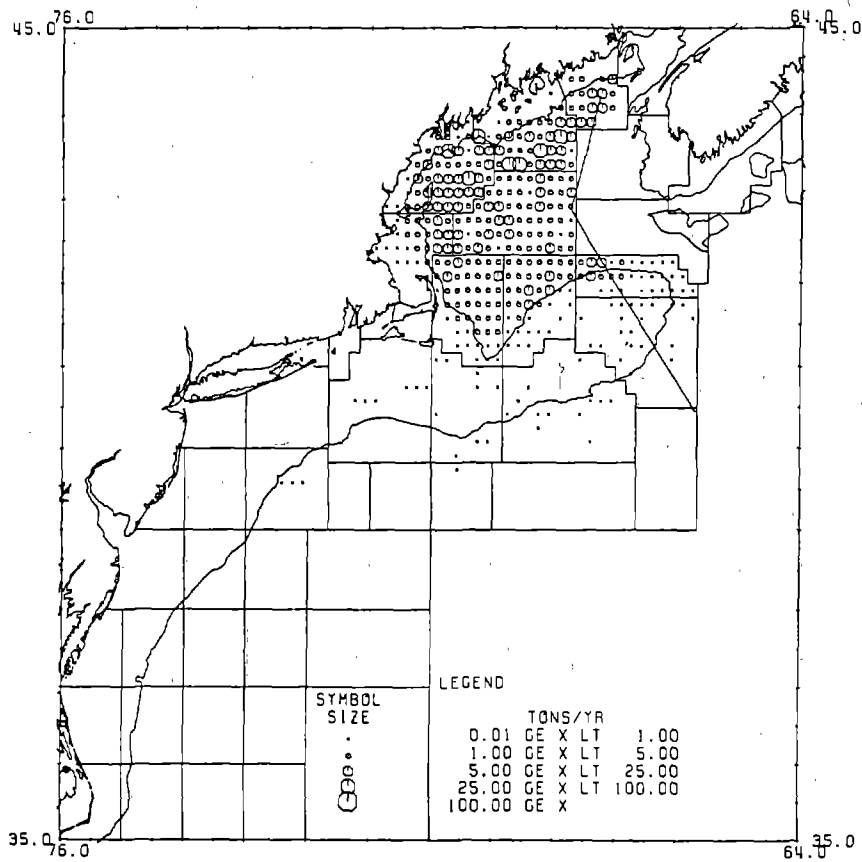 76.0 64.0
45.0 45.0
LEGEND
SYMBOL
SIZE
TONS/YR
0.01 GE X LT 1.00
1.00 GE X LT 5.00
5.00 GE X LT 25.00
25.00 GE X LT 100.00
100.00 GE X
35.0 35.0
76.0 64.0